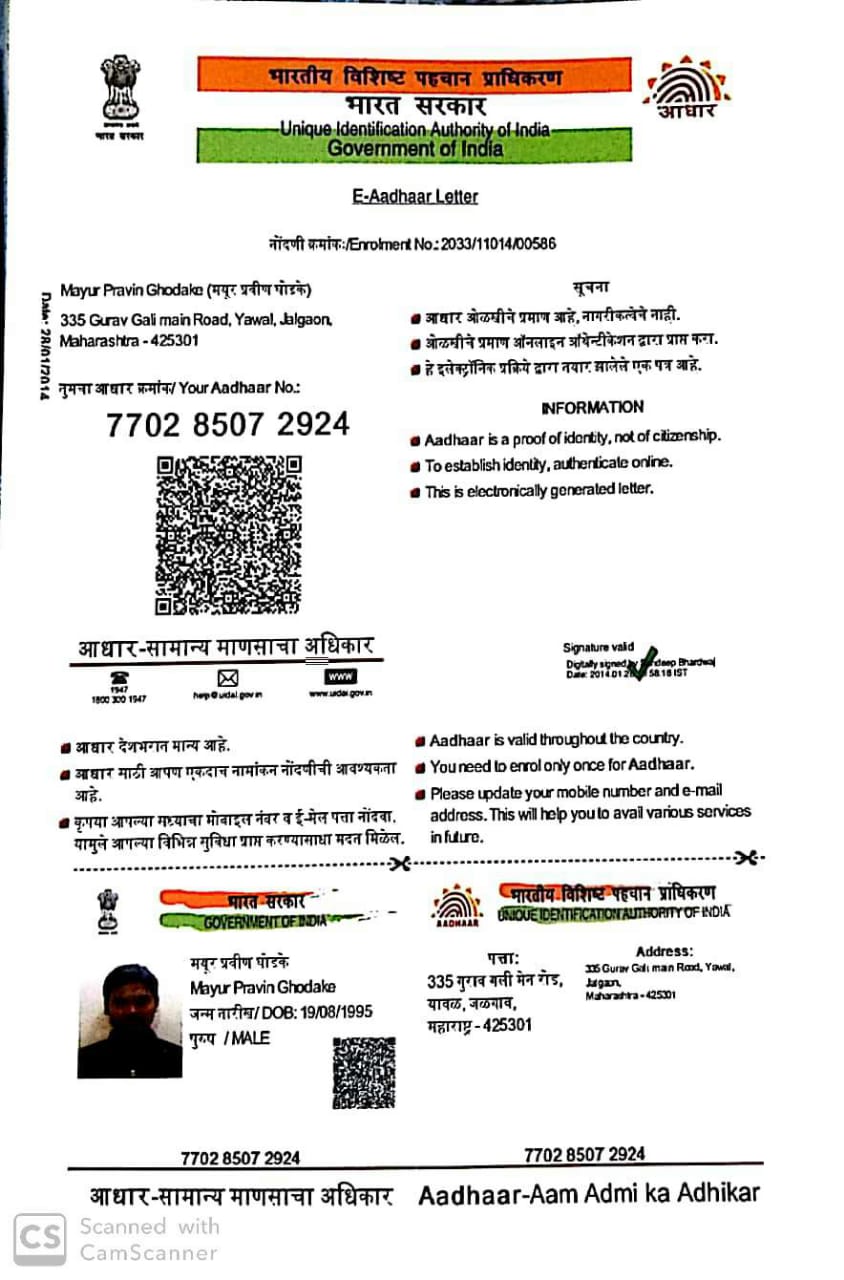 भारतीय विशिष्ट पहचान प्राधिकरण
भारत सरकार
Unique Identification Authority of India
Government of India
भारत सरकार
आधार
E-Aadhaar Letter
नोंदणी क्रमांक:/Enrolment No.: 2033/11014/00586
Date: 28/01/2014
Mayur Pravin Ghodake (मयूर प्रवीण घोडके)
335 Gurav Gali main Road, Yawal, Jalgaon,
Maharashtra - 425301
तुमचा आधार क्रमांक/ Your Aadhaar No.:
7702 8507 2924
सूचना
आधार ओळखीचे प्रमाण आहे, नागरीकत्वेचे नाही.
ओळखीचे प्रमाण ऑनलाइन ऑथेन्टीकेशन द्वारा प्राप्त करा.
हे इलेक्ट्रॉनिक प्रक्रिये द्वारा तयार झालेले एक पत्र आहे.
INFORMATION
Aadhaar is a proof of identity, not of citizenship.
To establish identity, authenticate online.
This is electronically generated letter.
आधार-सामान्य माणसाचा अधिकार
1947
1800 300 1947
help@uidai.gov.in
WWW
www.uidai.gov.in
Signature valid
Digitally signed by Bhardwaj
Date: 2014.01 58:18 IST
आधार देशभरात मान्य आहे.
आधार साठी आपण एकदाच नामांकन नोंदणीची आवश्यकता
आहे.
कृपया आपल्या सध्याचा मोबाइल नंबर व ई-मेल पत्ता नोंदवा.
यामुले आपल्या विभिन्न सुविधा प्राप्त करण्यासाठी मदत मिळेल.
Aadhaar is valid throughout the country.
You need to enrol only once for Aadhaar.
Please update your mobile number and e-mail
address. This will help you to avail various services
in future.
भारत सरकार
GOVERNMENT OF INDIA
मयूर प्रवीण घोडके
Mayur Pravin Ghodake
जन्म तारीख/ DOB: 19/08/1995
पुरुष / MALE
7702 8507 2924
आधार-सामान्य माणसाचा अधिकार
AADHAAR
भारतीय विशिष्ट पहचान प्राधिकरण
UNIQUE IDENTIFICATION AUTHORITY OF INDIA
पत्ता:
335 गुराव गली मेन रोड,
यावळ, जळगाव,
महाराष्ट्र - 425301
Address:
335 Gurav Gali main Road, Yawal,
Jalgaon,
Maharashtra - 425301
7702 8507 2924
Aadhaar-Aam Admi ka Adhikar
CS
Scanned with
CamScanner